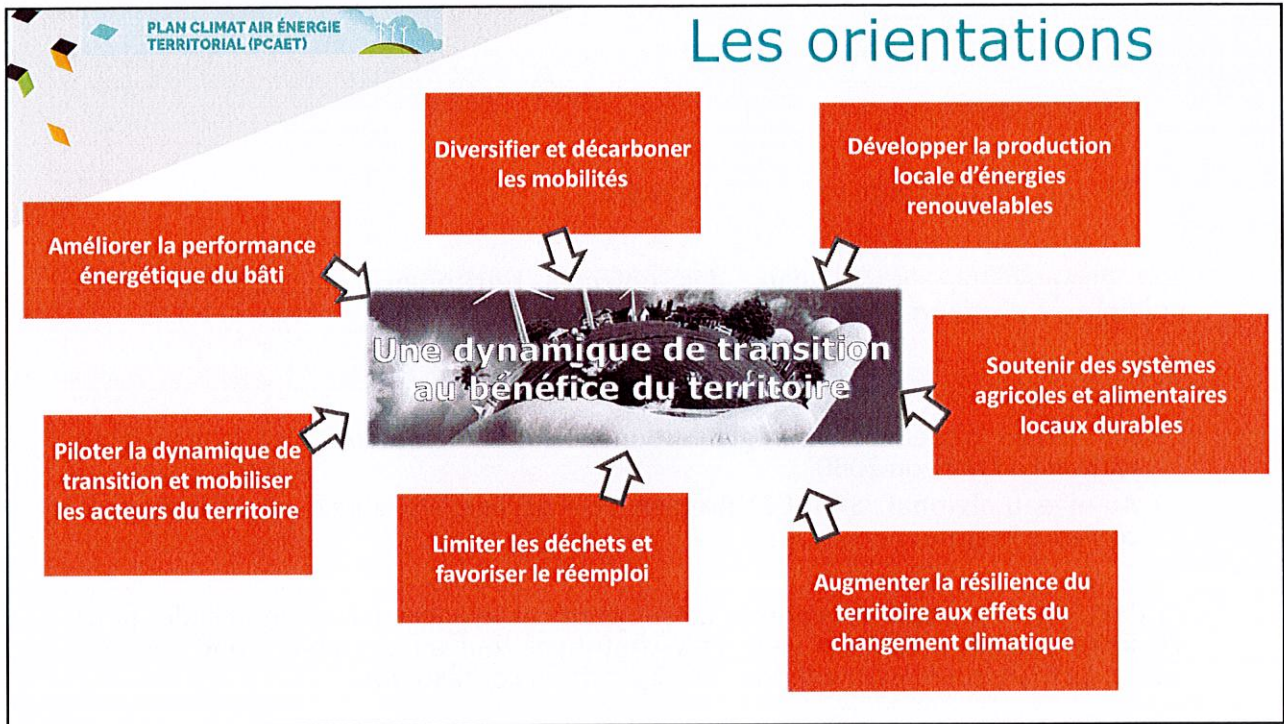 PLAN CLIMAT AIR ÉNERGIE
TERRITORIAL (PCAET)
Les orientations
Diversifier et décarboner
les mobilités
Développer la production
locale d'énergies
renouvelables
Améliorer la performance
énergétique du bâti
Une dynamique de transition
au bénéfice du territoire
Soutenir des systèmes
agricoles et alimentaires
locaux durables
Piloter la dynamique de
transition et mobiliser
les acteurs du territoire
Limiter les déchets et
favoriser le réemploi
Augmenter la résilience du
territoire aux effets du
changement climatique